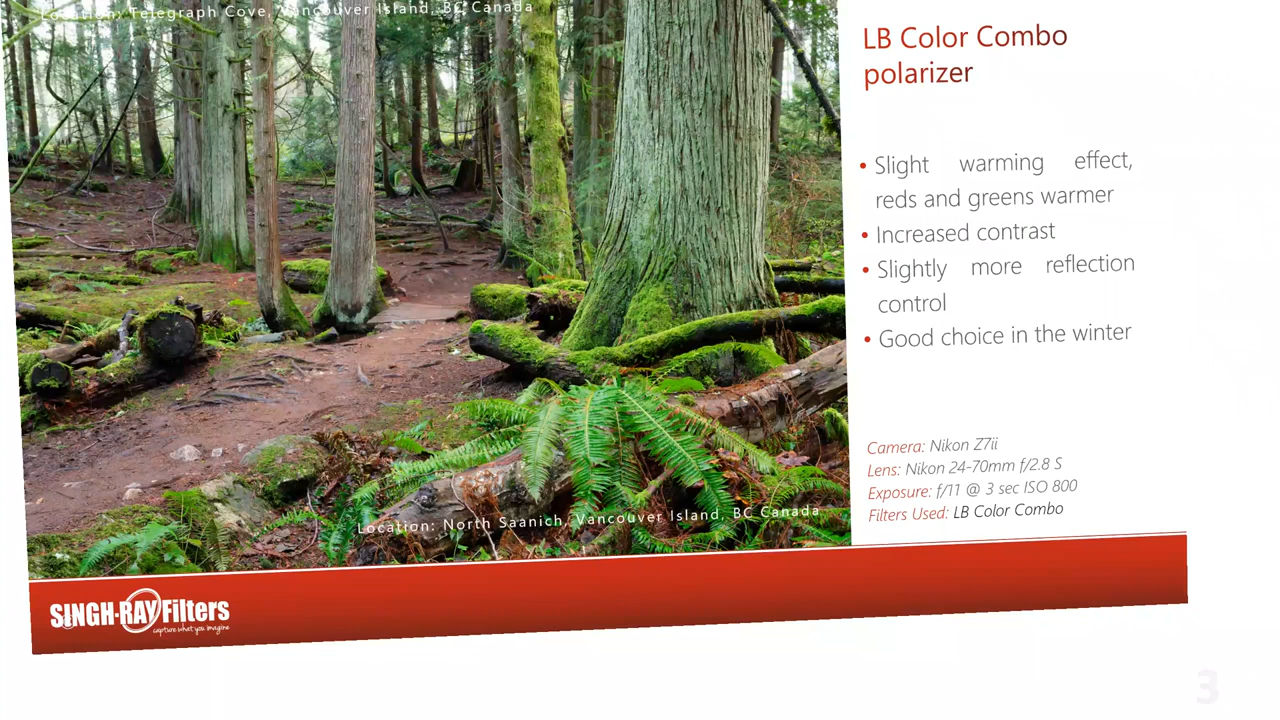 Location: Telegraph Cove, Vancouver Island, BC Canada
LB Color Combo
polarizer
• Slight warming effect,
reds and greens warmer
• Increased contrast
• Slightly more reflection
control
• Good choice in the winter
Camera: Nikon Z7ii
Lens: Nikon 24-70mm f/2.8 S
Exposure: f/11 @ 3 sec ISO 800
Filters Used: LB Color Combo
Location: North Saanich, Vancouver Island, BC Canada
SINGH-RAY Filters
capture what you imagine
3